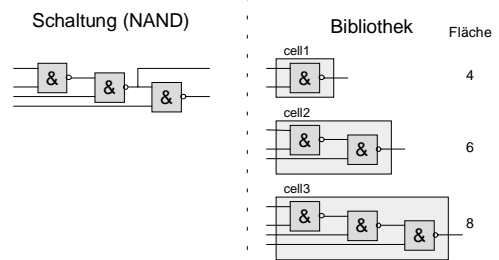 Schaltung (NAND)
&
&
&
Bibliothek
Fläche
cell1
&
4
cell2
&
&
6
cell3
&
&
&
8